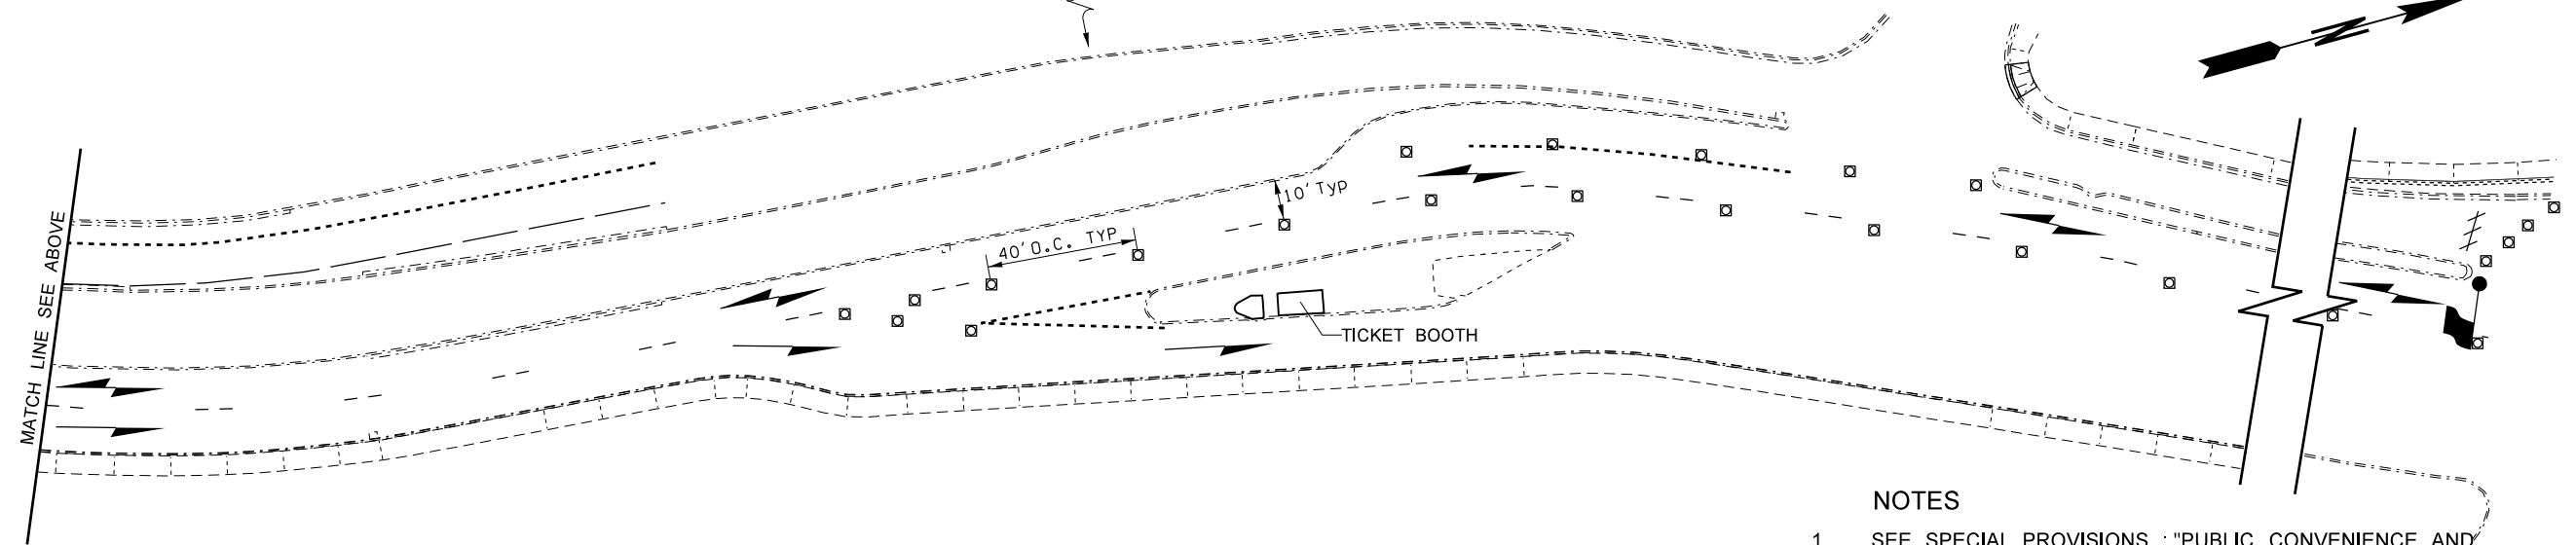 MATCH LINE SEE ABOVE
10' Typ
40' O.C. TYP
TICKET BOOTH
NOTES
1 SEE SPECIAL PROVISIONS : "PUBLIC CONVENIENCE AND